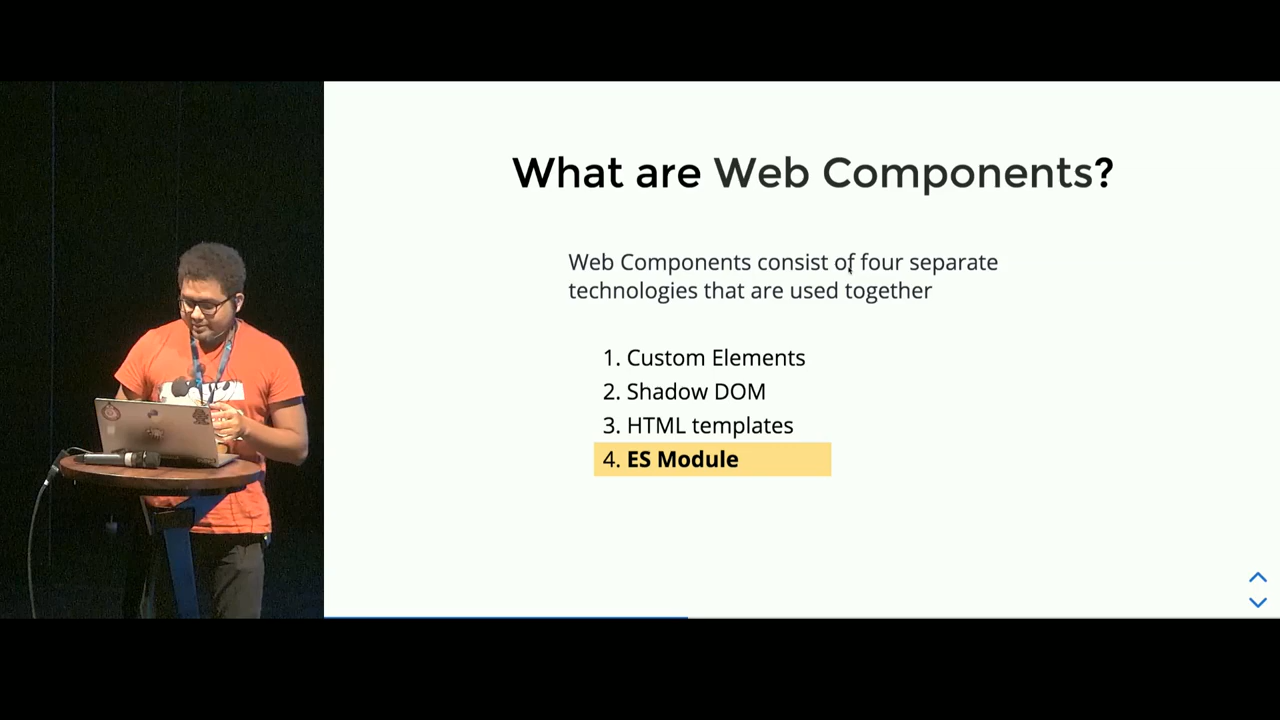 What are Web Components?
Web Components consist of four separate
technologies that are used together
1. Custom Elements
2. Shadow DOM
3. HTML templates
4. ES Module